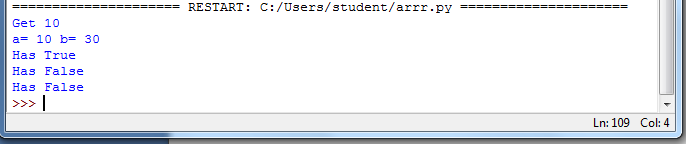 ===================== RESTART: C:/Users/student/arrr.py =====================
Get 10
a= 10 b= 30
Has True
Has False
Has False
>>>
Ln: 109 Col: 4